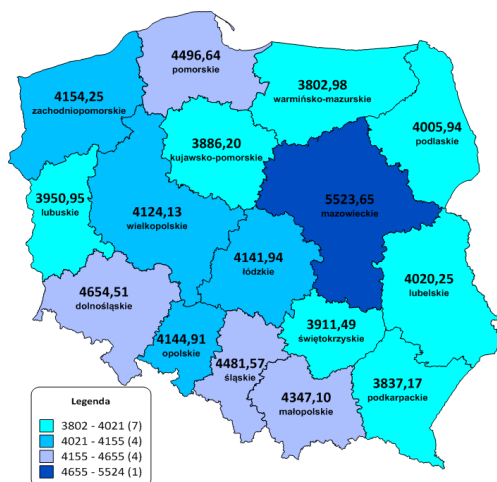 4496,64
pomorskie
4154,25
zachodniopomorskie
3802,98
warmińsko-mazurskie
4005,94
podlaskie
3886,20
kujawsko-pomorskie
3950,95
lubuskie
4124,13
wielkopolskie
5523,65
mazowieckie
4141,94
łódzkie
4020,25
lubelskie
4654,51
dolnośląskie
4144,91
opolskie
4481,57
śląskie
3911,49
świętokrzyskie
4347,10
małopolskie
3837,17
podkarpackie
Legenda
3802 - 4021 (7)
4021 - 4155 (4)
4155 - 4655 (4)
4655 - 5524 (1)